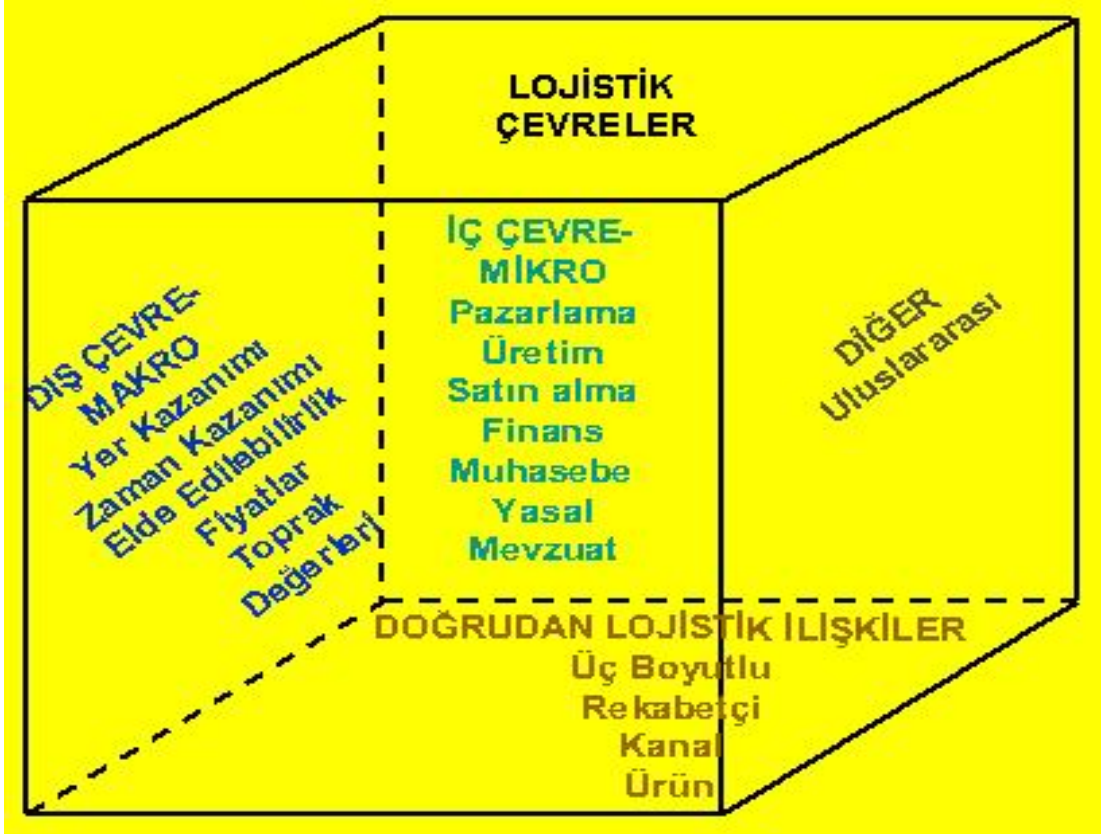 LOJİSTİK
ÇEVRELER
İÇ ÇEVRE-
MİKRO
Pazarlama
Üretim
Satın alma
Finans
Muhasebe
Yasal
Mevzuat
DIŞ ÇEVRE-
MAKRO
Yer Kazanımı
Zaman Kazanımı
Elde Edilebilirlik
Fiyatlar
Toprak
Değerleri
DİĞER
Uluslararası
DOĞRUDAN LOJİSTİK İLİŞKİLER
Üç Boyutlu
Rekabetçi
Kanal
Ürün